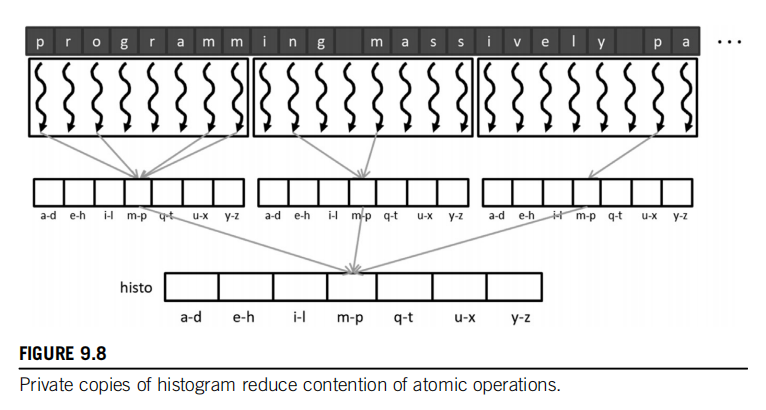 p r o g r a m m i n g m a s s i v e l y p a ...
a-d e-h i-l m-p q-t u-x y-z a-d e-h i-l m-p q-t u-x y-z a-d e-h i-l m-p q-t u-x y-z
histo
a-d e-h i-l m-p q-t u-x y-z
FIGURE 9.8
Private copies of histogram reduce contention of atomic operations.